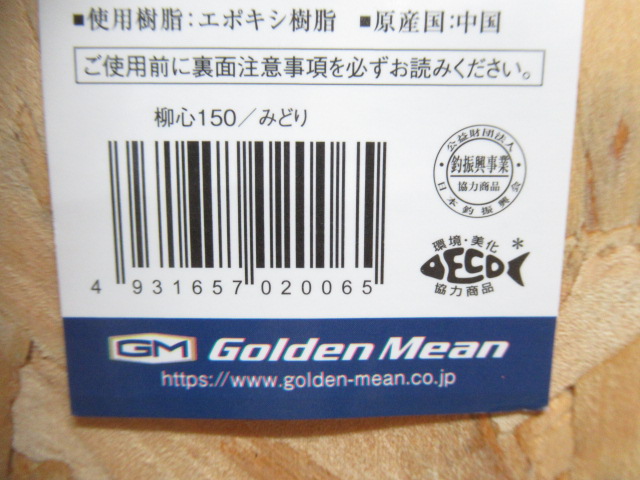 ■使用樹脂:エポキシ樹脂 ■原産国:中国
ご使用前に裏面注意事項を必ずお読みください。
柳心150/みどり
4 931657 020065
公益財団法人
釣振興事業
協力商品
日本釣振興会
環境・美化
ECO
*
協力商品
GM Golden Mean
https://www.golden-mean.co.jp